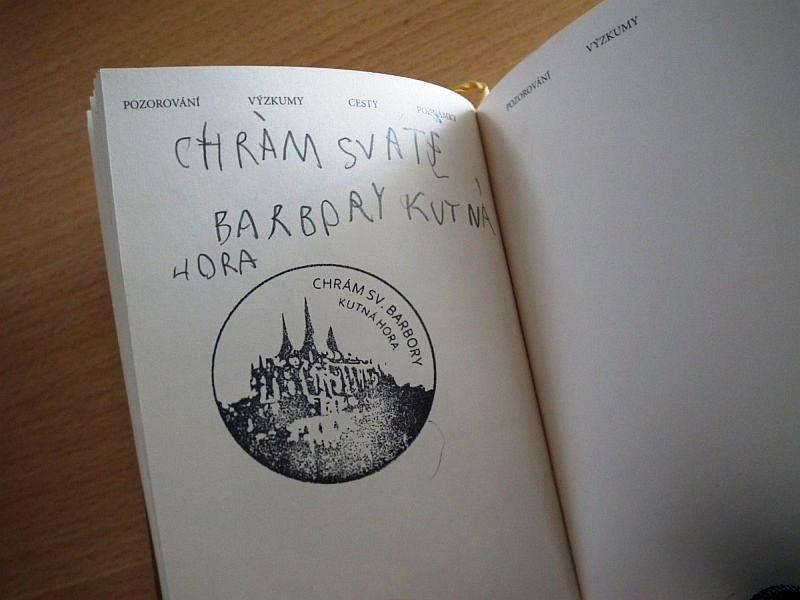 POZOROVÁNÍ VÝZKUMY CESTY POZNÁMKY
CHRÀM SVATÉ
BARBORY KUTNÁ
HORA
CHRÁM SV. BARBORY
KUTNÁ HORA
POZOROVÁNÍ VÝZKUMY